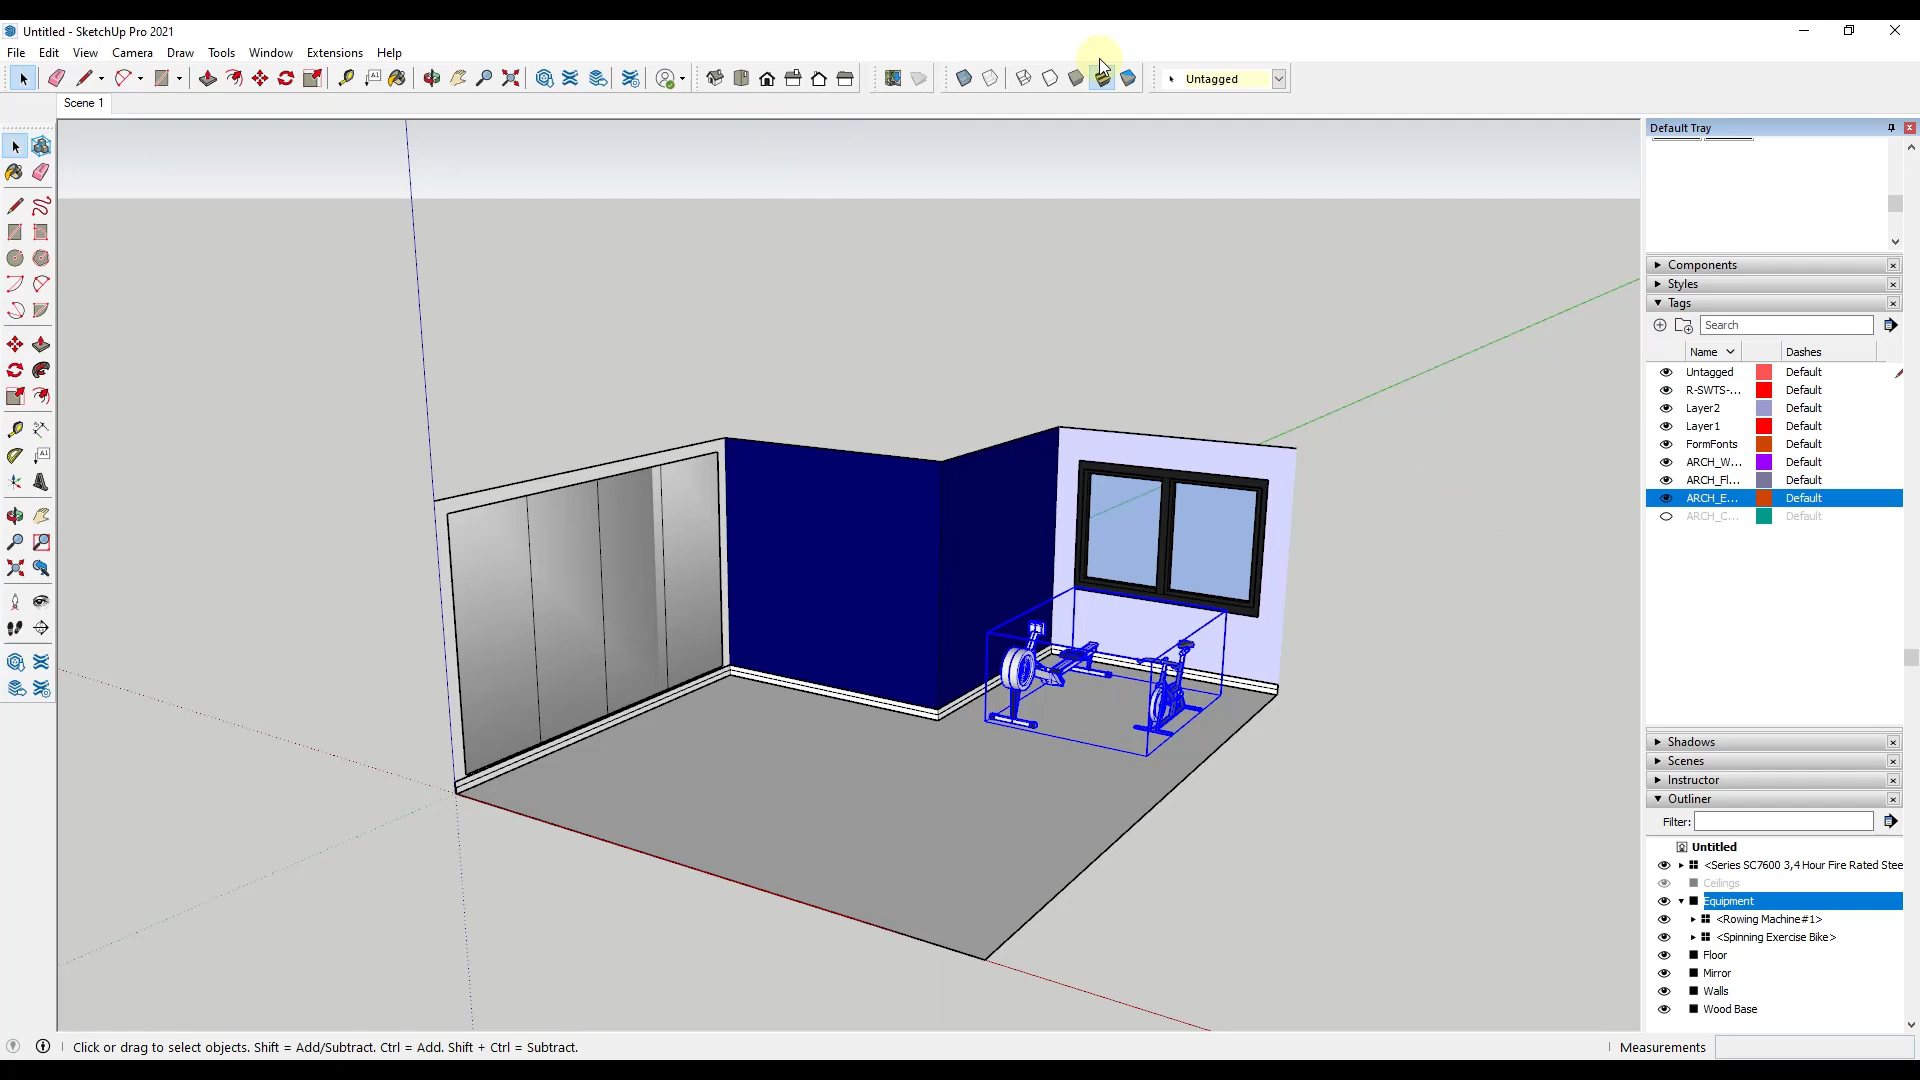 Untitled - SketchUp Pro 2021
File Edit View Camera Draw Tools Window Extensions Help
Untagged
Scene 1
Default Tray
Components
Styles
Tags
Search
Name Dashes
Untagged Default
R-SWTS-... Default
Layer2 Default
Layer1 Default
FormFonts Default
ARCH_W... Default
ARCH_Fl... Default
ARCH_E... Default
ARCH_C... Default
Shadows
Scenes
Instructor
Outliner
Filter:
Untitled
<Series SC7600 3,4 Hour Fire Rated Stee
Ceilings
Equipment
<Rowing Machine#1>
<Spinning Exercise Bike>
Floor
Mirror
Walls
Wood Base
Click or drag to select objects. Shift = Add/Subtract. Ctrl = Add. Shift + Ctrl = Subtract.
Measurements